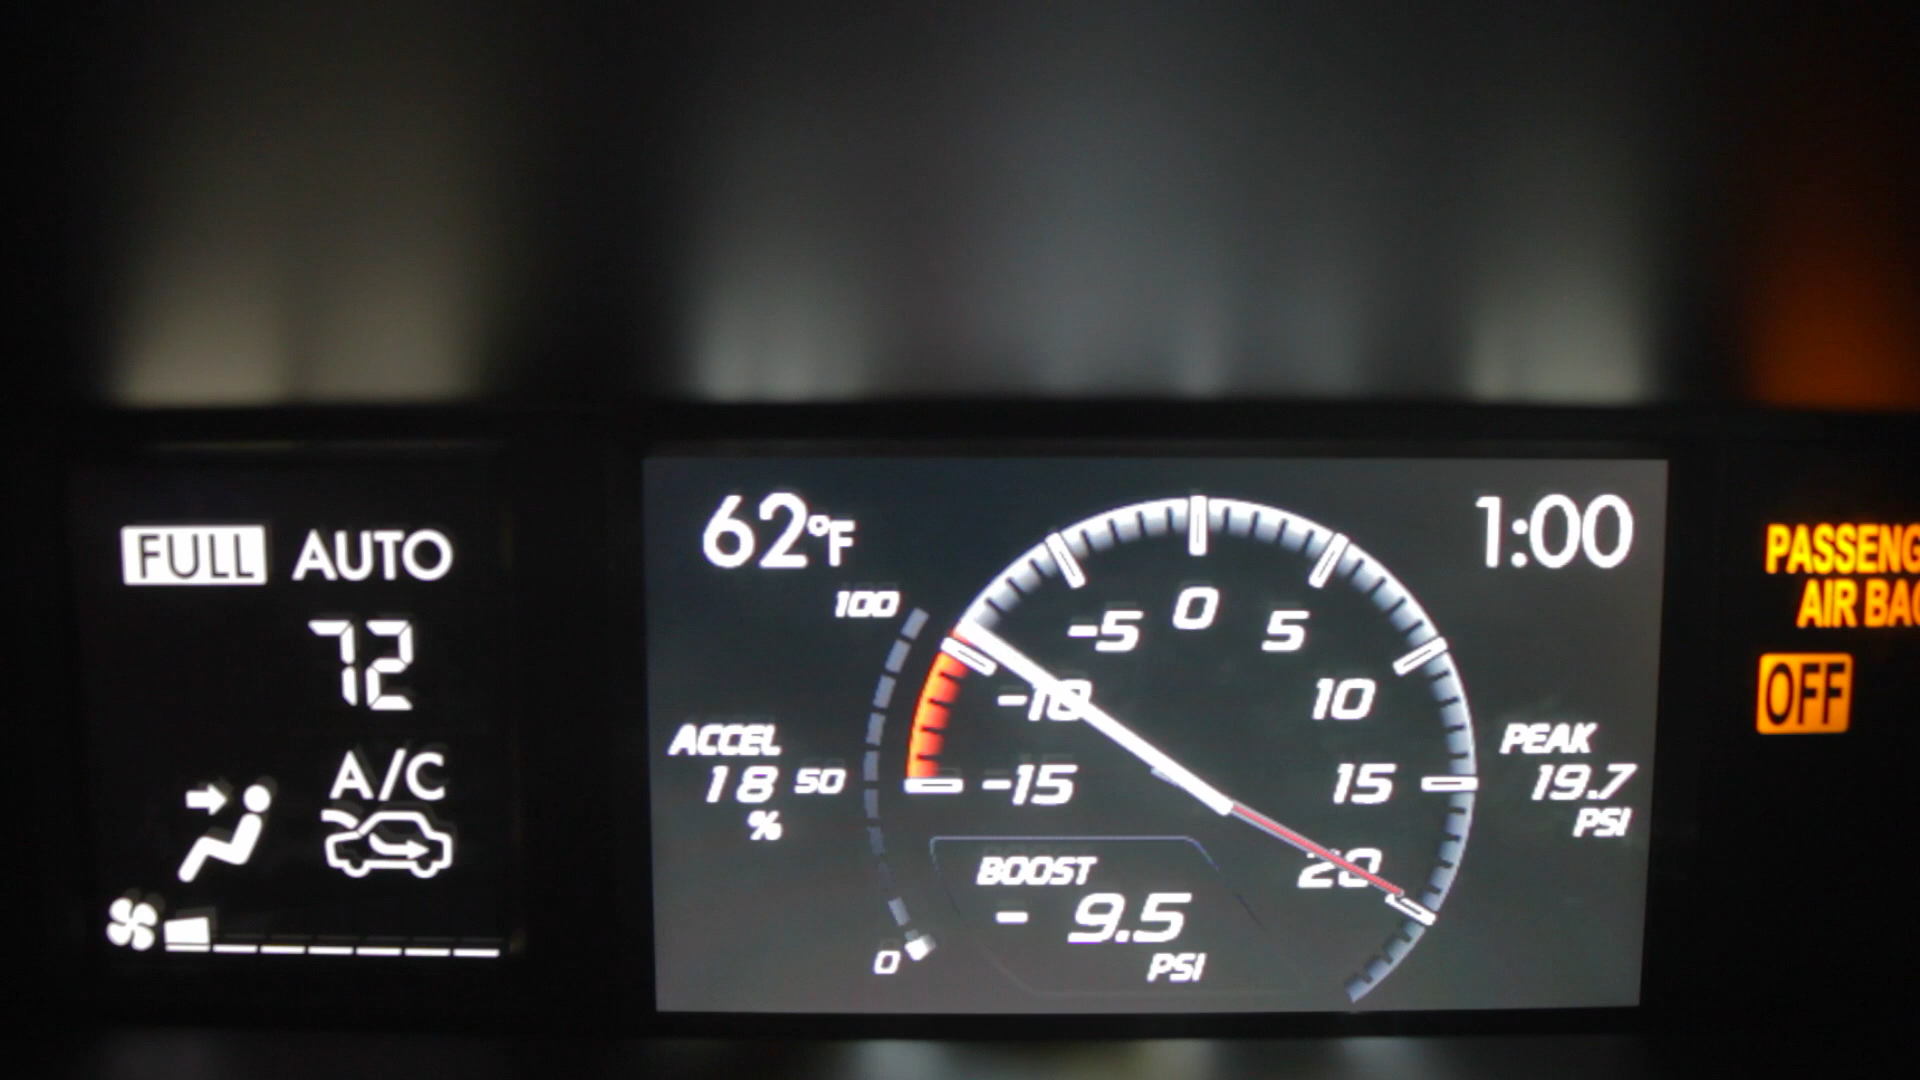 FULL AUTO
72
A/C
62°F
1:00
100
50
0
ACCEL
18
%
-15
-10
-5
0
5
10
15
20
BOOST
- 9.5
PSI
PEAK
19.7
PSI
PASSENG
AIR BAG
OFF